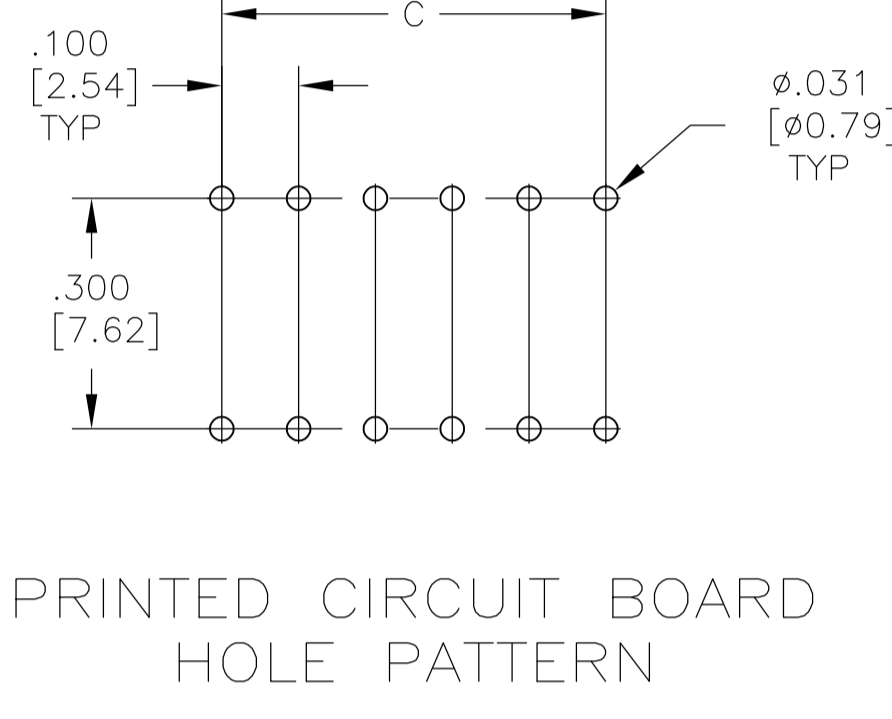 C
.100
[2.54]
TYP
ø.031
[ø0.79]
TYP
.300
[7.62]
PRINTED CIRCUIT BOARD
HOLE PATTERN